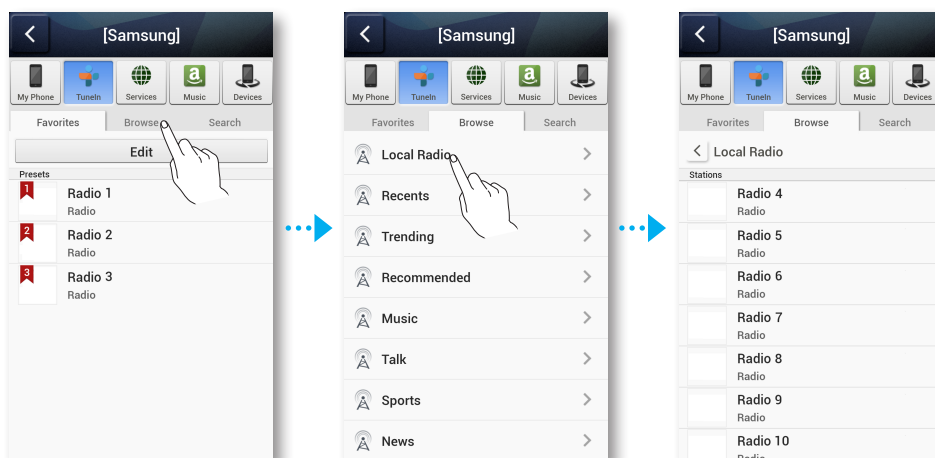 [Samsung]
My Phone TuneIn Services Music Devices
Favorites Browse Search
Edit
Presets
1 Radio 1
Radio
2 Radio 2
Radio
3 Radio 3
Radio
[Samsung]
My Phone TuneIn Services Music Devices
Favorites Browse Search
Local Radio
Recents
Trending
Recommended
Music
Talk
Sports
News
[Samsung]
My Phone TuneIn Services Music Devices
Favorites Browse Search
Local Radio
Stations
Radio 4
Radio
Radio 5
Radio
Radio 6
Radio
Radio 7
Radio
Radio 8
Radio
Radio 9
Radio
Radio 10
Radio